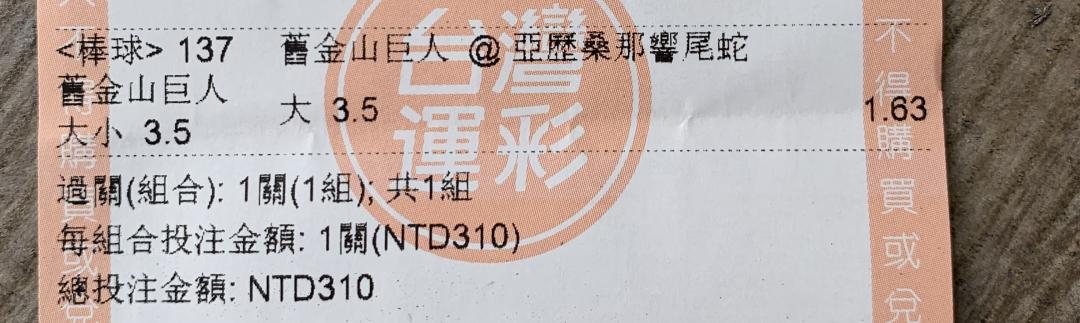 <棒球> 137 舊金山巨人 @ 亞歷桑那響尾蛇
舊金山巨人
大小 3.5
大 3.5
1.63
過關(組合): 1關(1組); 共1組
每組合投注金額: 1關(NTD310)
總投注金額: NTD310
台灣
運彩
不得購買或兌